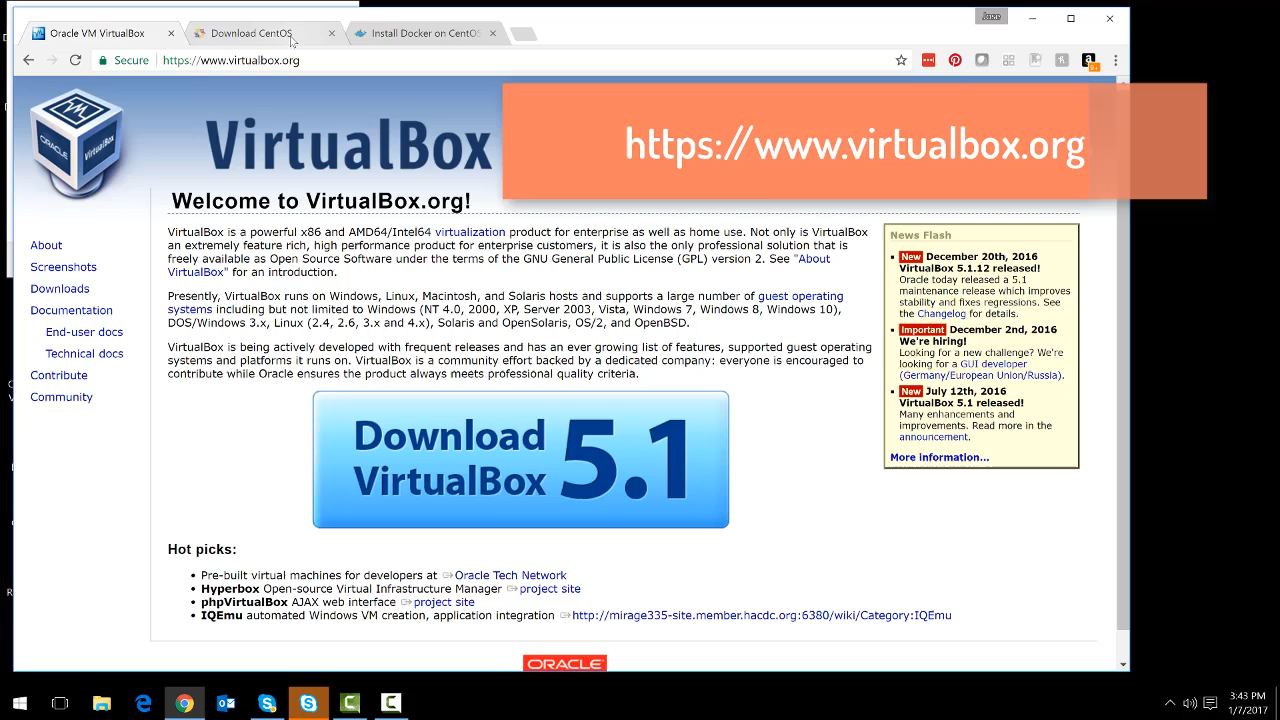 Jose
Oracle VM VirtualBox
Download CentOS
Install Docker on CentOS
Secure
https://www.virtualbox.org
https://www.virtualbox.org
ORACLE
VirtualBox
VirtualBox
Welcome to VirtualBox.org!
About
Screenshots
Downloads
Documentation
End-user docs
Technical docs
Contribute
Community
VirtualBox is a powerful x86 and AMD64/Intel64 virtualization product for enterprise as well as home use. Not only is VirtualBox
an extremely feature rich, high performance product for enterprise customers, it is also the only professional solution that is
freely available as Open Source Software under the terms of the GNU General Public License (GPL) version 2. See "About
VirtualBox" for an introduction.
Presently, VirtualBox runs on Windows, Linux, Macintosh, and Solaris hosts and supports a large number of guest operating
systems including but not limited to Windows (NT 4.0, 2000, XP, Server 2003, Vista, Windows 7, Windows 8, Windows 10),
DOS/Windows 3.x, Linux (2.4, 2.6, 3.x and 4.x), Solaris and OpenSolaris, OS/2, and OpenBSD.
VirtualBox is being actively developed with frequent releases and has an ever growing list of features, supported guest operating
systems and platforms it runs on. VirtualBox is a community effort backed by a dedicated company: everyone is encouraged to
contribute while Oracle ensures the product always meets professional quality criteria.
Download
VirtualBox 5.1
News Flash
New December 20th, 2016
VirtualBox 5.1.12 released!
Oracle today released a 5.1
maintenance release which improves
stability and fixes regressions. See
the Changelog for details.
Important December 2nd, 2016
We're hiring!
Looking for a new challenge? We're
looking for a GUI developer
(Germany/European Union/Russia).
New July 12th, 2016
VirtualBox 5.1 released!
Many enhancements and
improvements. Read more in the
announcement.
More information...
Hot picks:
Pre-built virtual machines for developers at Oracle Tech Network
Hyperbox Open-source Virtual Infrastructure Manager project site
phpVirtualBox AJAX web interface project site
IQEmu automated Windows VM creation, application integration http://mirage335-site.member.hacdc.org:6380/wiki/Category:IQEmu
ORACLE
3:43 PM
1/7/2017